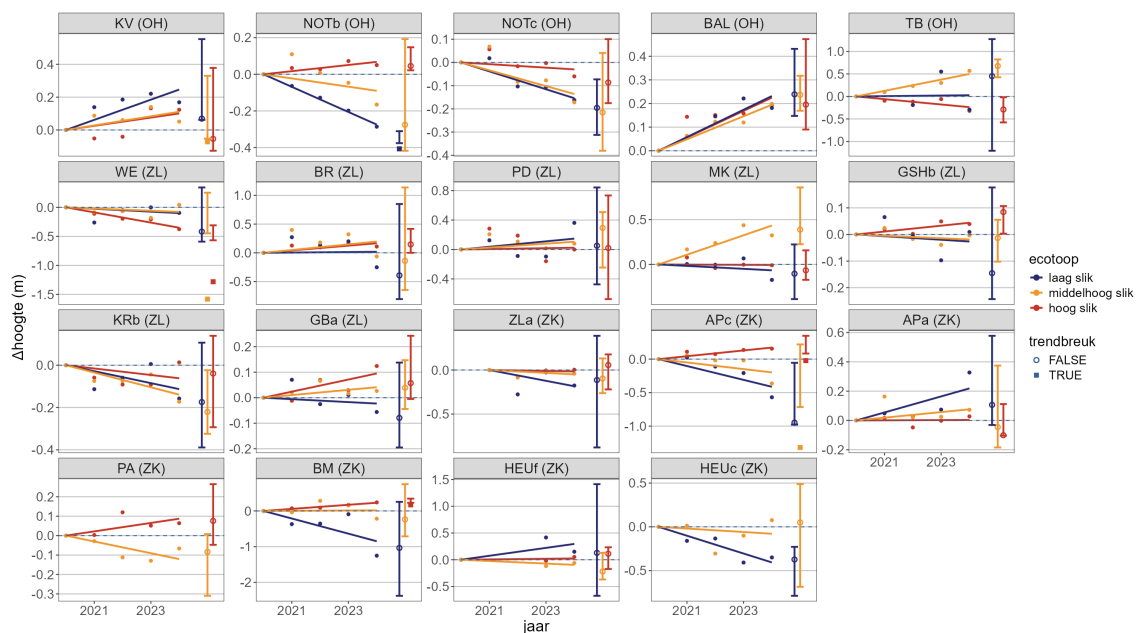 KV (OH) NOTb (OH) NOTc (OH) BAL (OH) TB (OH)
0.4 0.2 0.0
0.2 0.0 -0.2 -0.4
0.1 0.0 -0.1 -0.2 -0.3 -0.4
0.4 0.3 0.2 0.1 0.0
1.0 0.5 0.0 -0.5 -1.0
WE (ZL) BR (ZL) PD (ZL) MK (ZL) GSHb (ZL)
0.0 -0.5 -1.0 -1.5
1.0 0.5 0.0 -0.5
0.8 0.4 0.0 -0.4
0.5 0.0
0.1 0.0 -0.1 -0.2
KRb (ZL) GBa (ZL) ZLa (ZK) APc (ZK) APa (ZK)
0.0 -0.2 -0.4
0.2 0.1 0.0 -0.1 -0.2
0.0 -0.5
0.0 -0.5 -1.0
0.6 0.4 0.2 0.0 -0.2
2021 2023
PA (ZK) BM (ZK) HEUf (ZK) HEUc (ZK)
0.2 0.1 0.0 -0.1 -0.2 -0.3
1 0 -1 -2
1.5 1.0 0.5 0.0 -0.5
0.5 0.0 -0.5
2021 2023 2021 2023 2021 2023 2021 2023
Δhoogte (m)
jaar
ecotoop
laag slik
middelhoog slik
hoog slik
trendbreuk
FALSE
TRUE